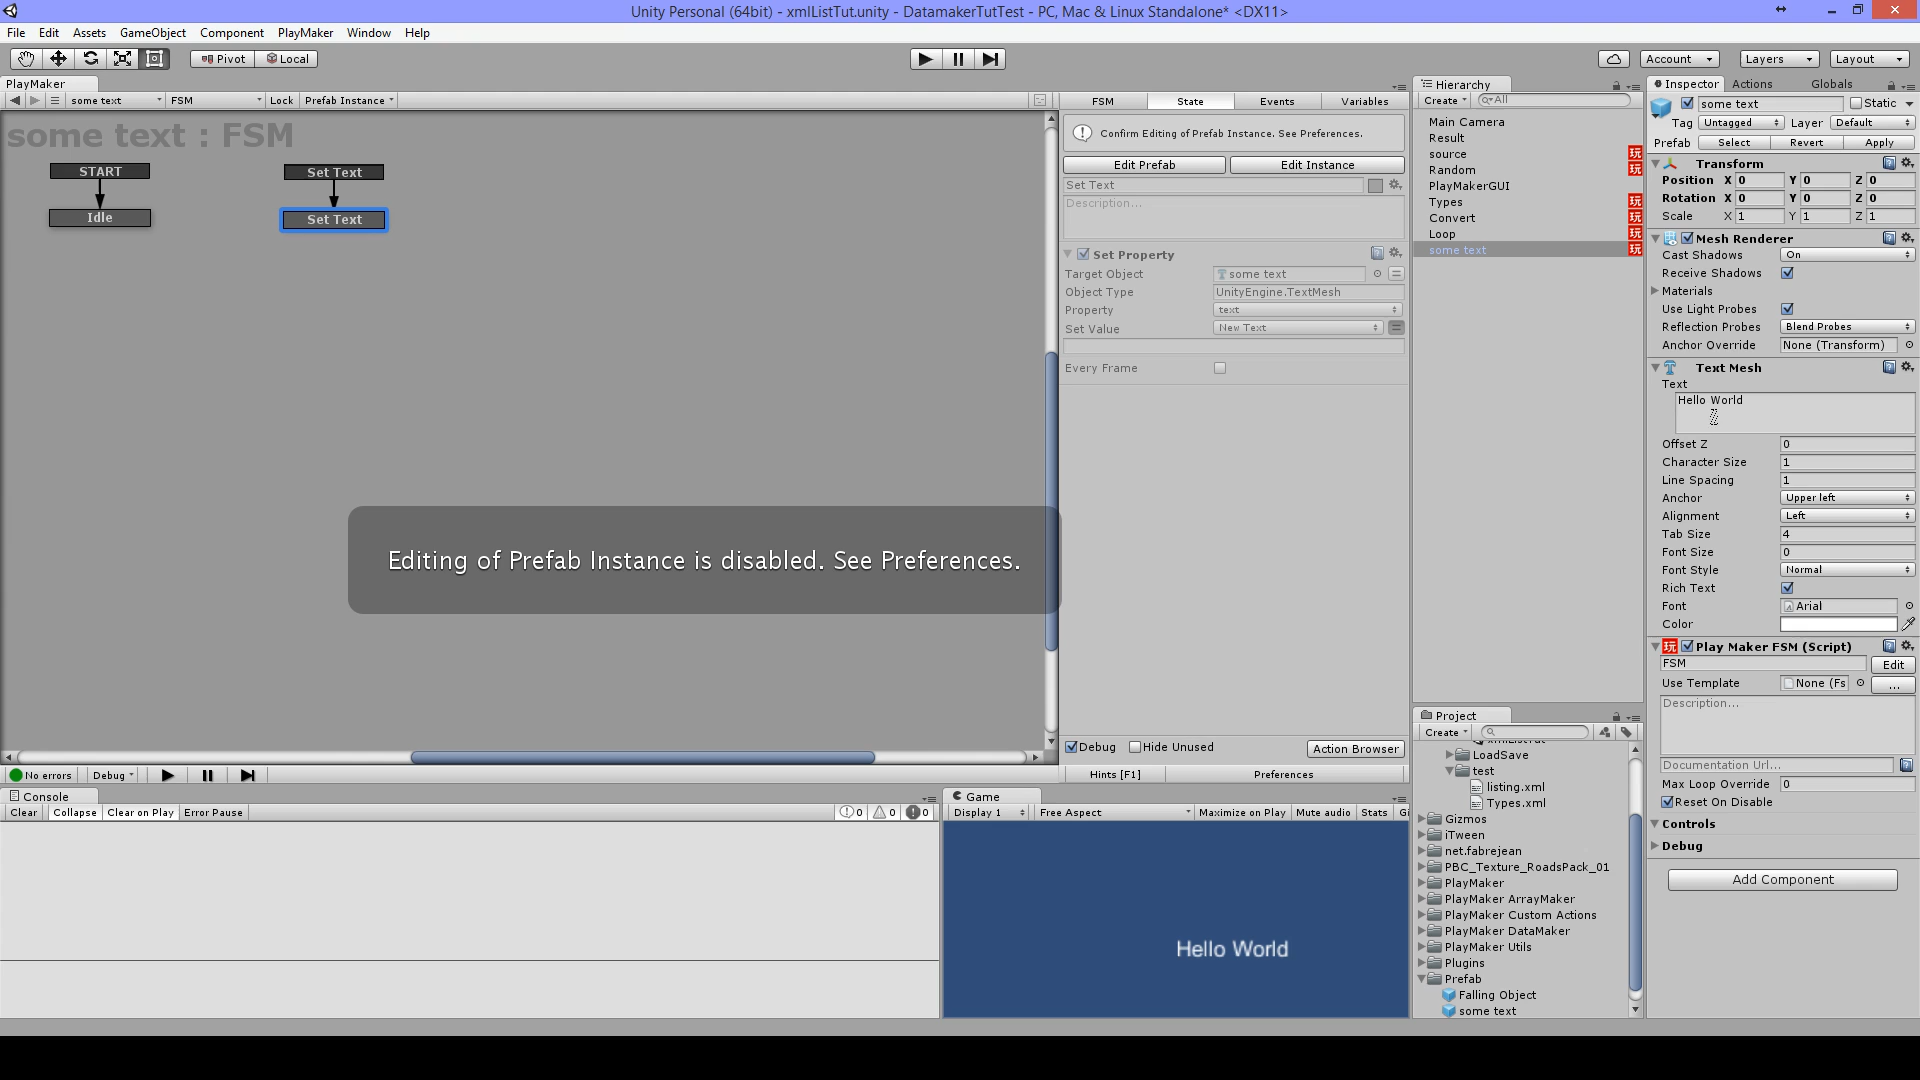 Unity Personal (64bit) - xmlListTut.unity - DatamakerTutTest - PC, Mac & Linux Standalone* <DX11>
File Edit Assets GameObject Component PlayMaker Window Help
Pivot Local Account Layers Layout
PlayMaker
some text FSM Lock Prefab Instance
some text : FSM
START
Idle
Set Text
Set Text
Editing of Prefab Instance is disabled. See Preferences.
No errors Debug
FSM State Events Variables
Confirm Editing of Prefab Instance. See Preferences.
Edit Prefab Edit Instance
Set Text
Description...
Set Property
Target Object some text
Object Type UnityEngine.TextMesh
Property text
Set Value New Text
Every Frame
Debug Hide Unused Action Browser
Hints [F1] Preferences
Console
Clear Collapse Clear on Play Error Pause 0 0 0
Game
Display 1 Free Aspect Maximize on Play Mute audio Stats Gi
Hello World
Hierarchy
Create All
Main Camera
Result
source 玩
Random 玩
PlayMakerGUI
Types 玩
Convert 玩
Loop 玩
some text 玩
Project
Create
LoadSave
test
listing.xml
Types.xml
Gizmos
iTween
net.fabrejean
PBC_Texture_RoadsPack_01
PlayMaker
PlayMaker ArrayMaker
PlayMaker Custom Actions
PlayMaker DataMaker
PlayMaker Utils
Plugins
Prefab
Falling Object
some text
Inspector Actions Globals
some text Static
Tag Untagged Layer Default
Prefab Select Revert Apply
Transform
Position X 0 Y 0 Z 0
Rotation X 0 Y 0 Z 0
Scale X 1 Y 1 Z 1
Mesh Renderer
Cast Shadows On
Receive Shadows
Materials
Use Light Probes
Reflection Probes Blend Probes
Anchor Override None (Transform)
Text Mesh
Text
Hello World
Offset Z 0
Character Size 1
Line Spacing 1
Anchor Upper left
Alignment Left
Tab Size 4
Font Size 0
Font Style Normal
Rich Text
Font Arial
Color
玩 Play Maker FSM (Script)
FSM Edit
Use Template None (Fs ...
Description...
Documentation Url...
Max Loop Override 0
Reset On Disable
Controls
Debug
Add Component